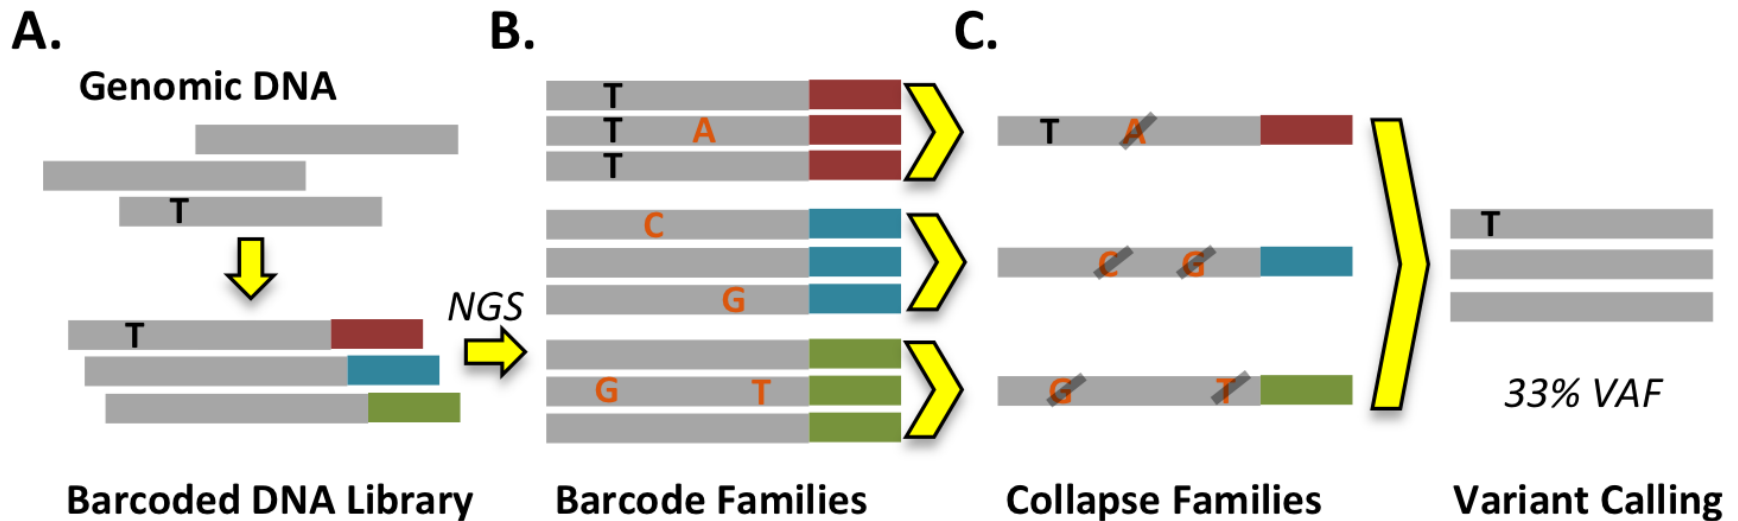 A.
Genomic DNA
T
T
Barcoded DNA Library
NGS
B.
T
T A
T
C
G
G T
Barcode Families
C.
T A
C G
G T
Collapse Families
T
33% VAF
Variant Calling